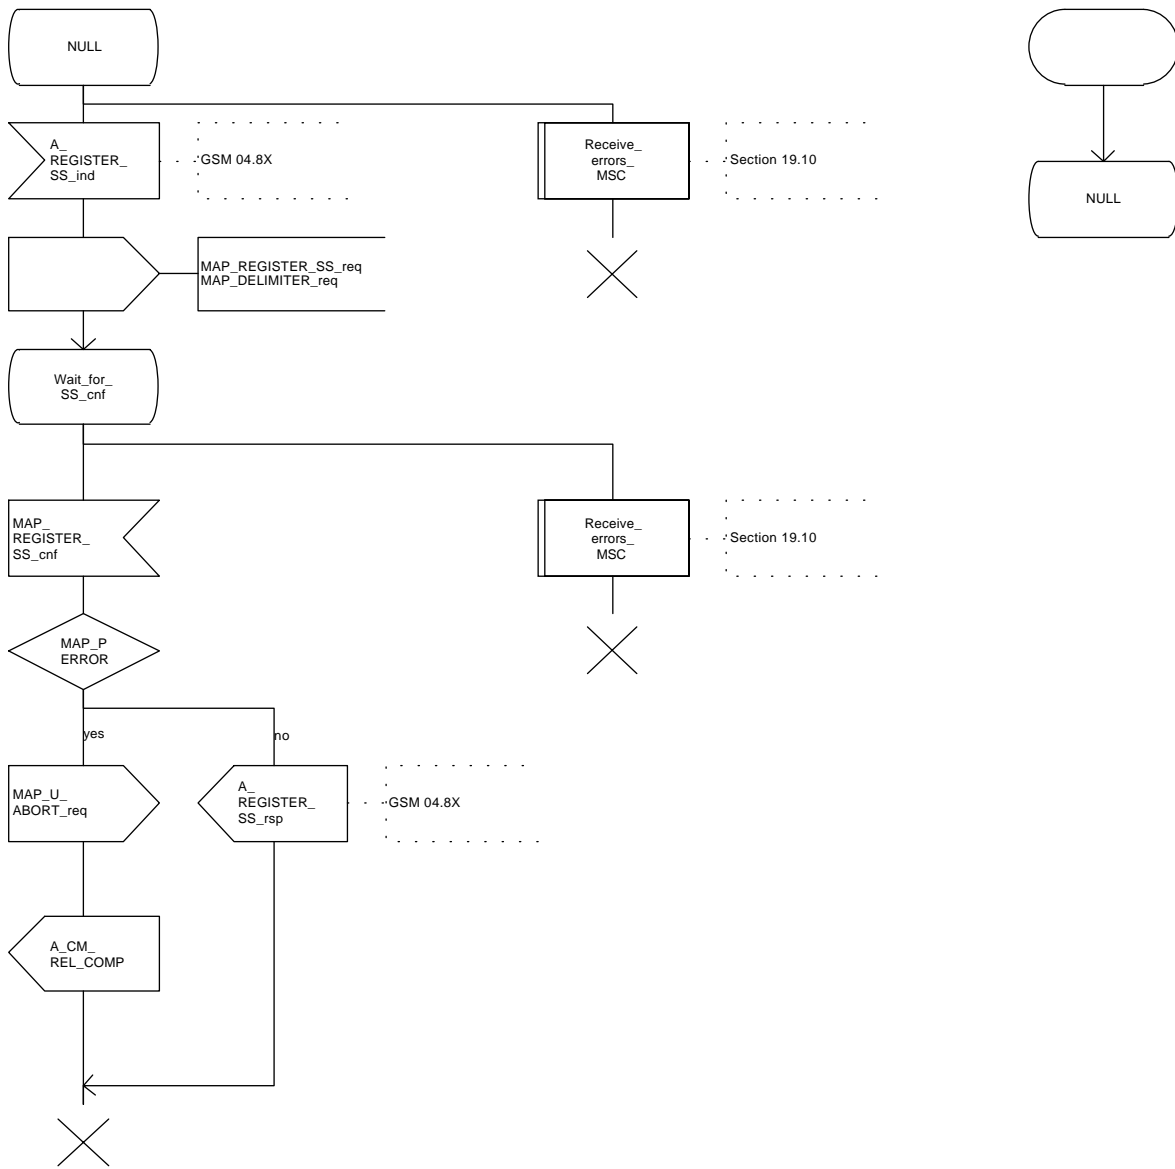 NULL
A_
REGISTER_
SS_ind
GSM 04.8X
Receive_
errors_
MSC
Section 19.10
NULL
MAP_REGISTER_SS_req
MAP_DELIMITER_req
Wait_for_
SS_cnf
MAP_
REGISTER_
SS_cnf
Receive_
errors_
MSC
Section 19.10
MAP_P
ERROR
yes
no
MAP_U_
ABORT_req
A_
REGISTER_
SS_rsp
GSM 04.8X
A_CM_
REL_COMP